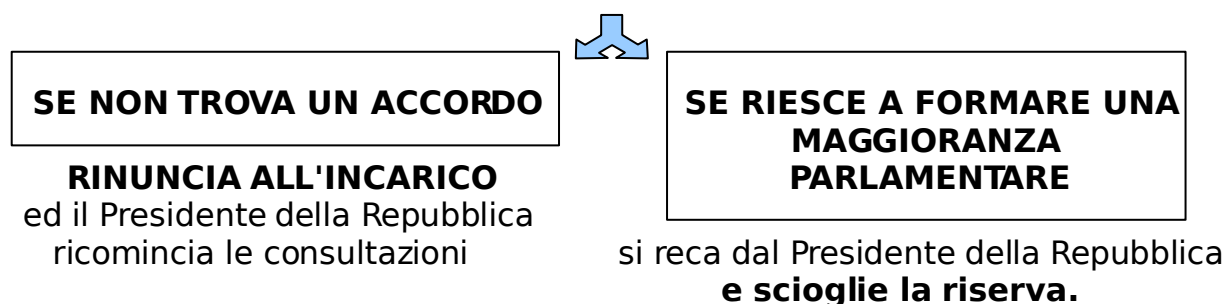 SE NON TROVA UN ACCORDO
RINUNCIA ALL'INCARICO
ed il Presidente della Repubblica
ricomincia le consultazioni
SE RIESCE A FORMARE UNA
MAGGIORANZA
PARLAMENTARE
si reca dal Presidente della Repubblica
e scioglie la riserva.